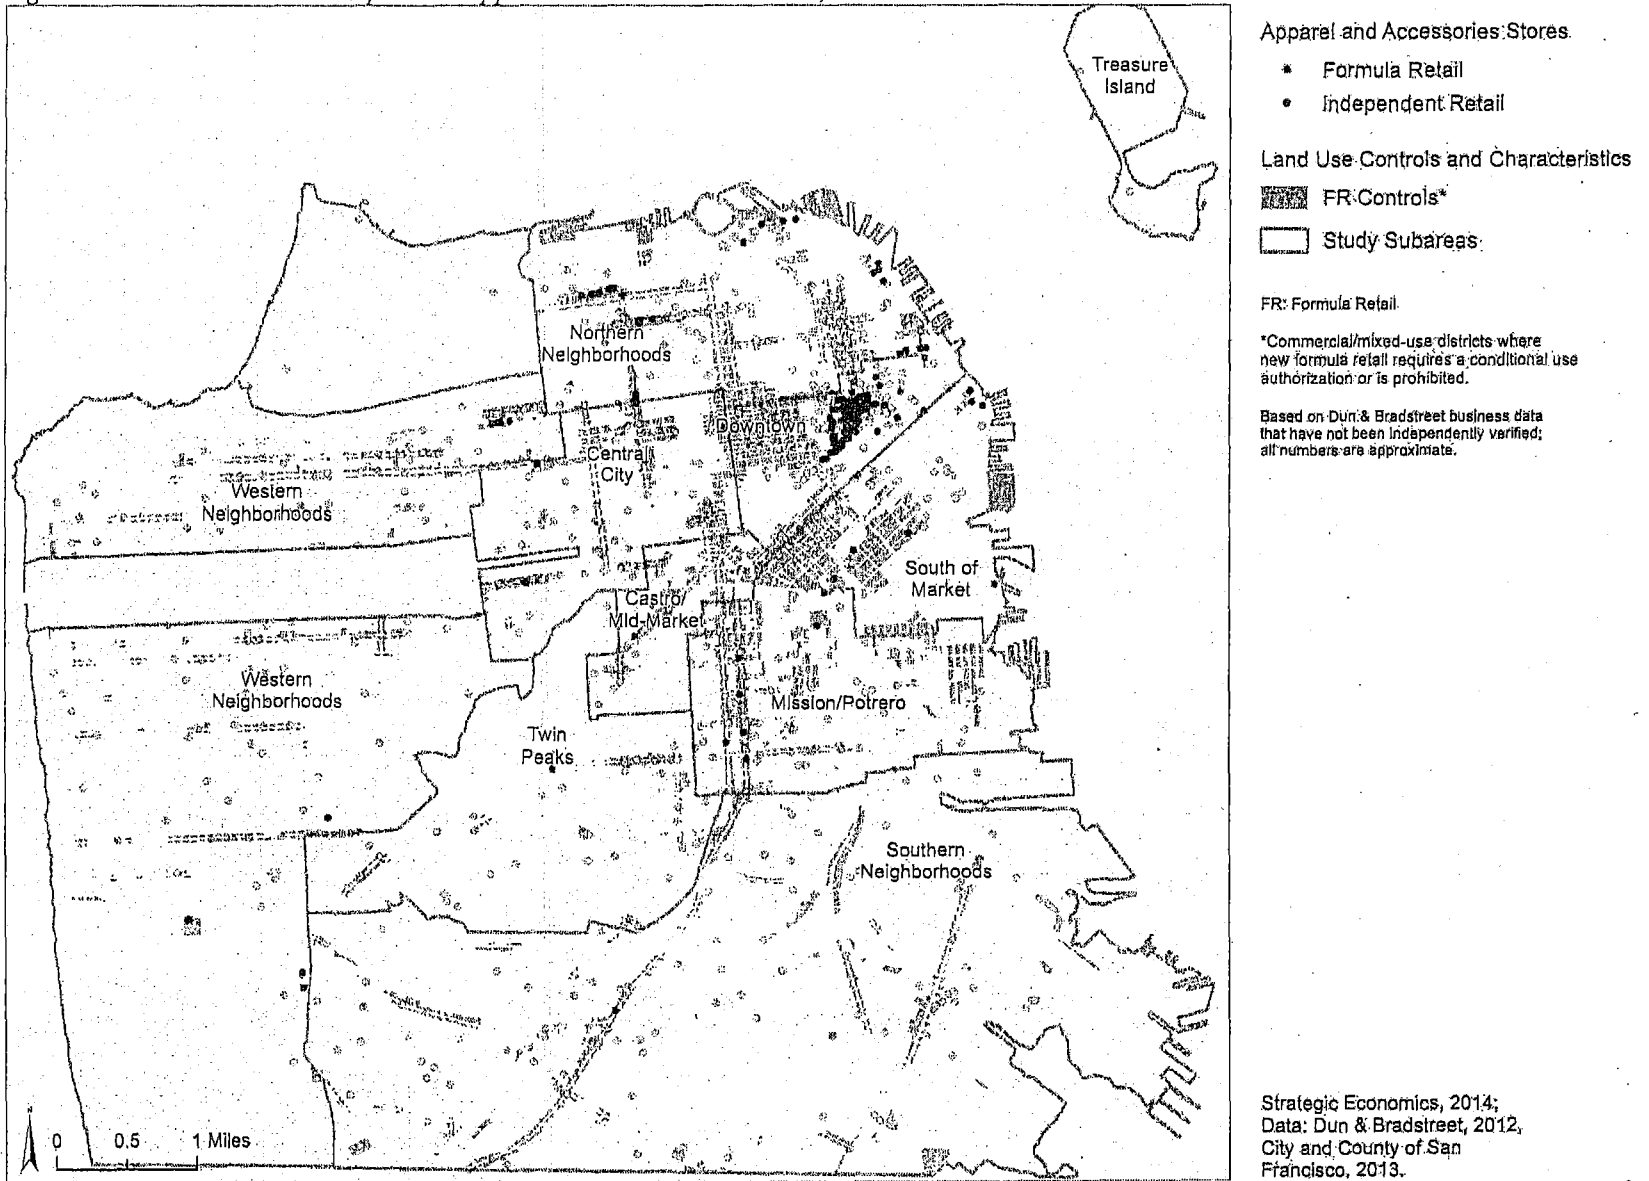 Apparel and Accessories Stores
Formula Retail
Independent Retail
Land Use Controls and Characteristics
FR Controls*
Study Subareas
FR: Formula Retail
*Commercial/mixed-use districts where
new formula retail requires a conditional use
authorization or is prohibited.
Based on Dun & Bradstreet business data
that have not been independently verified;
all numbers are approximate.
Treasure
Island
Northern
Neighborhoods
Downtown
Central
City
Western
Neighborhoods
South of
Market
Castro/
Mid-Market
Western
Neighborhoods
Mission/Potrero
Twin
Peaks
Southern
Neighborhoods
N
0 0.5 1 Miles
Strategic Economics, 2014;
Data: Dun & Bradstreet, 2012,
City and County of San
Francisco, 2013.